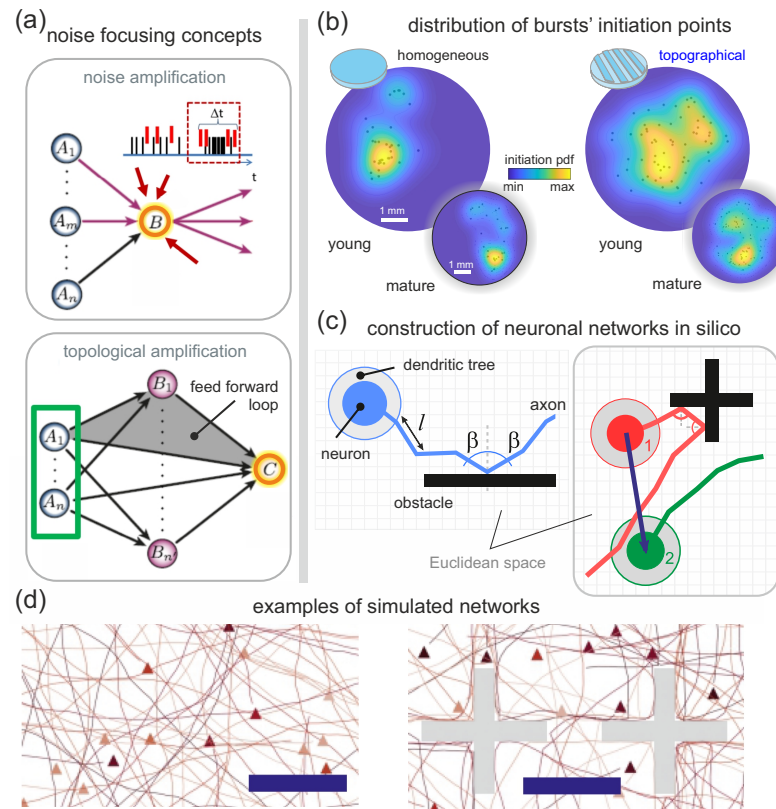 (a)
noise focusing concepts
noise amplification
A1
Am
An
B
Δt
t
topological amplification
feed forward
loop
A1
An
B1
Bn'
C
(b)
distribution of bursts' initiation points
homogeneous
topographical
initiation pdf
min max
1 mm
young
1 mm
mature
young
mature
(c)
construction of neuronal networks in silico
dendritic tree
axon
l
neuron
β β
obstacle
Euclidean space
1
2
(d)
examples of simulated networks